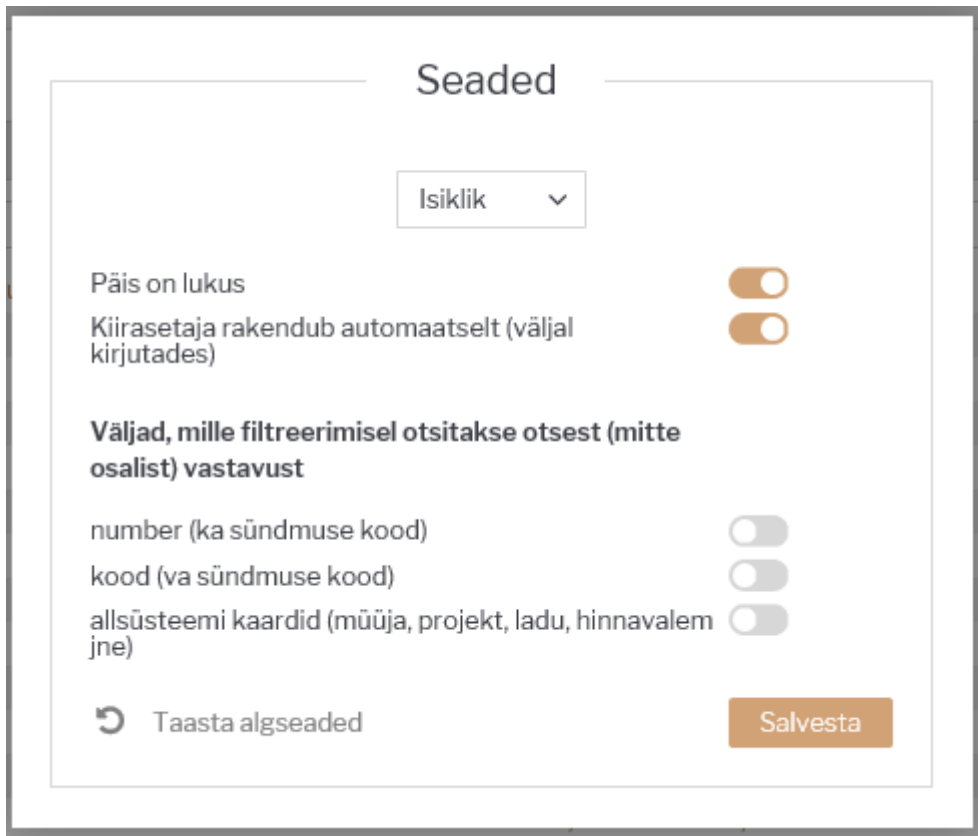 Seaded
Isiklik
Päis on lukus
Kiirasetaja rakendub automaatselt (väljal
kirjutades)
Väljad, mille filtreerimisel otsitakse otsest (mitte
osalist) vastavust
number (ka sündmuse kood)
kood (va sündmuse kood)
allsüsteemi kaardid (müüja, projekt, ladu, hinnavalem
jne)
Taasta algseaded
Salvesta